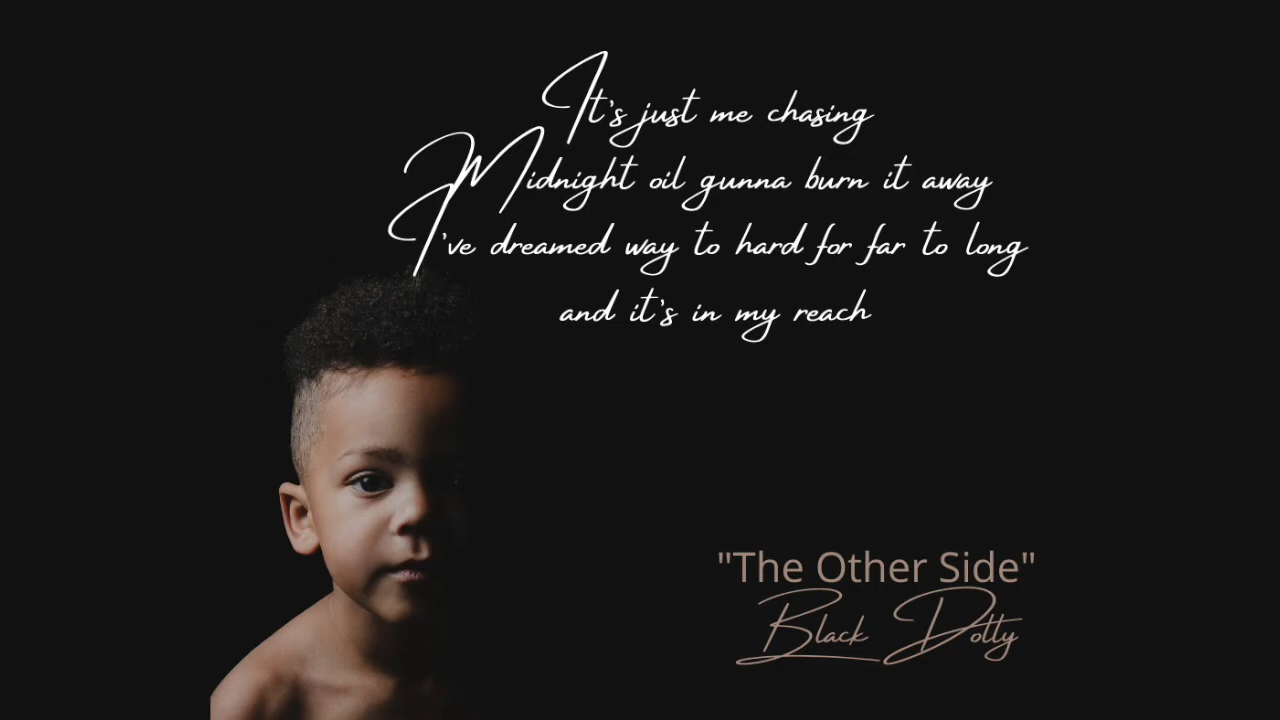 It's just me chasing
Midnight oil gunna burn it away
I've dreamed way to hard for far to long
and it's in my reach
"The Other Side"
Black Dolly